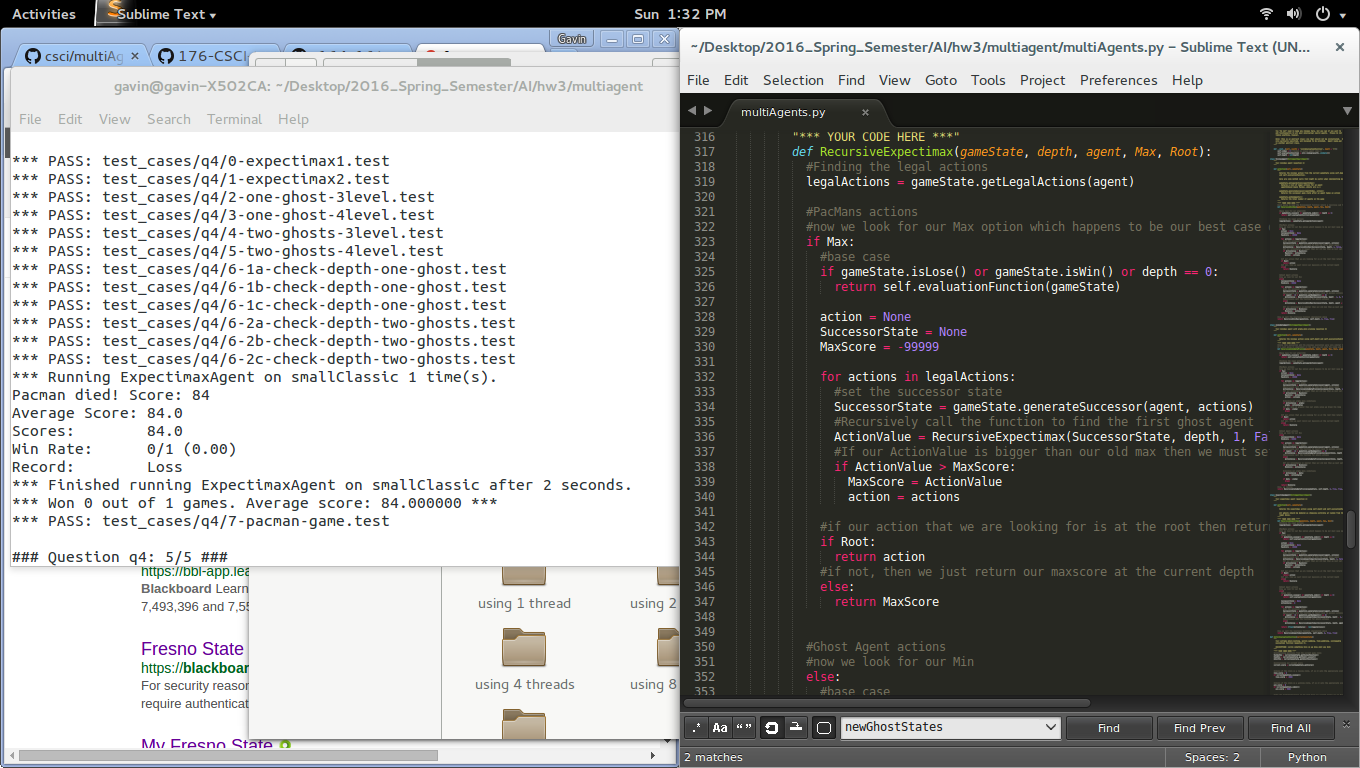 Activities
Sublime Text
Sun 1:32 PM
Gavin
csci/multiAg
176-CSCI
gavin@gavin-X502CA: ~/Desktop/2016_Spring_Semester/AI/hw3/multiagent
File Edit View Search Terminal Help
*** PASS: test_cases/q4/0-expectimax1.test
*** PASS: test_cases/q4/1-expectimax2.test
*** PASS: test_cases/q4/2-one-ghost-3level.test
*** PASS: test_cases/q4/3-one-ghost-4level.test
*** PASS: test_cases/q4/4-two-ghosts-3level.test
*** PASS: test_cases/q4/5-two-ghosts-4level.test
*** PASS: test_cases/q4/6-1a-check-depth-one-ghost.test
*** PASS: test_cases/q4/6-1b-check-depth-one-ghost.test
*** PASS: test_cases/q4/6-1c-check-depth-one-ghost.test
*** PASS: test_cases/q4/6-2a-check-depth-two-ghosts.test
*** PASS: test_cases/q4/6-2b-check-depth-two-ghosts.test
*** PASS: test_cases/q4/6-2c-check-depth-two-ghosts.test
*** Running ExpectimaxAgent on smallClassic 1 time(s).
Pacman died! Score: 84
Average Score: 84.0
Scores:        84.0
Win Rate:      0/1 (0.00)
Record:        Loss
*** Finished running ExpectimaxAgent on smallClassic after 2 seconds.
*** Won 0 out of 1 games. Average score: 84.000000 ***
*** PASS: test_cases/q4/7-pacman-game.test
### Question q4: 5/5 ###
https://bbl-app.lea
Blackboard Learn
7,493,396 and 7,55
Fresno State
https://blackboar
For security reasor
require authenticat
My Fresno State
using 1 thread
using 2
using 4 threads
using 8
~/Desktop/2016_Spring_Semester/AI/hw3/multiagent/multiAgents.py – Sublime Text (UN...
File Edit Selection Find View Goto Tools Project Preferences Help
multiAgents.py
316 "*** YOUR CODE HERE ***"
317 def RecursiveExpectimax(gameState, depth, agent, Max, Root):
318 #Finding the legal actions
319 legalActions = gameState.getLegalActions(agent)
320
321 #PacMans actions
322 #now we look for our Max option which happens to be our best case
323 if Max:
324 #base case
325 if gameState.isLose() or gameState.isWin() or depth == 0:
326 return self.evaluationFunction(gameState)
327
328 action = None
329 SuccessorState = None
330 MaxScore = -99999
331
332 for actions in legalActions:
333 #set the successor state
334 SuccessorState = gameState.generateSuccessor(agent, actions)
335 #Recursively call the function to find the first ghost agent
336 ActionValue = RecursiveExpectimax(SuccessorState, depth, 1, Fa
337 #If our ActionValue is bigger than our old max then we must se
338 if ActionValue > MaxScore:
339 MaxScore = ActionValue
340 action = actions
341
342 #if our action that we are looking for is at the root then retur
343 if Root:
344 return action
345 #if not, then we just return our maxscore at the current depth
346 else:
347 return MaxScore
348
349
350 #Ghost Agent actions
351 #now we look for our Min
352 else:
353 #base case
.* Aa “ ” newGhostStates Find Find Prev Find All
2 matches
Spaces: 2
Python